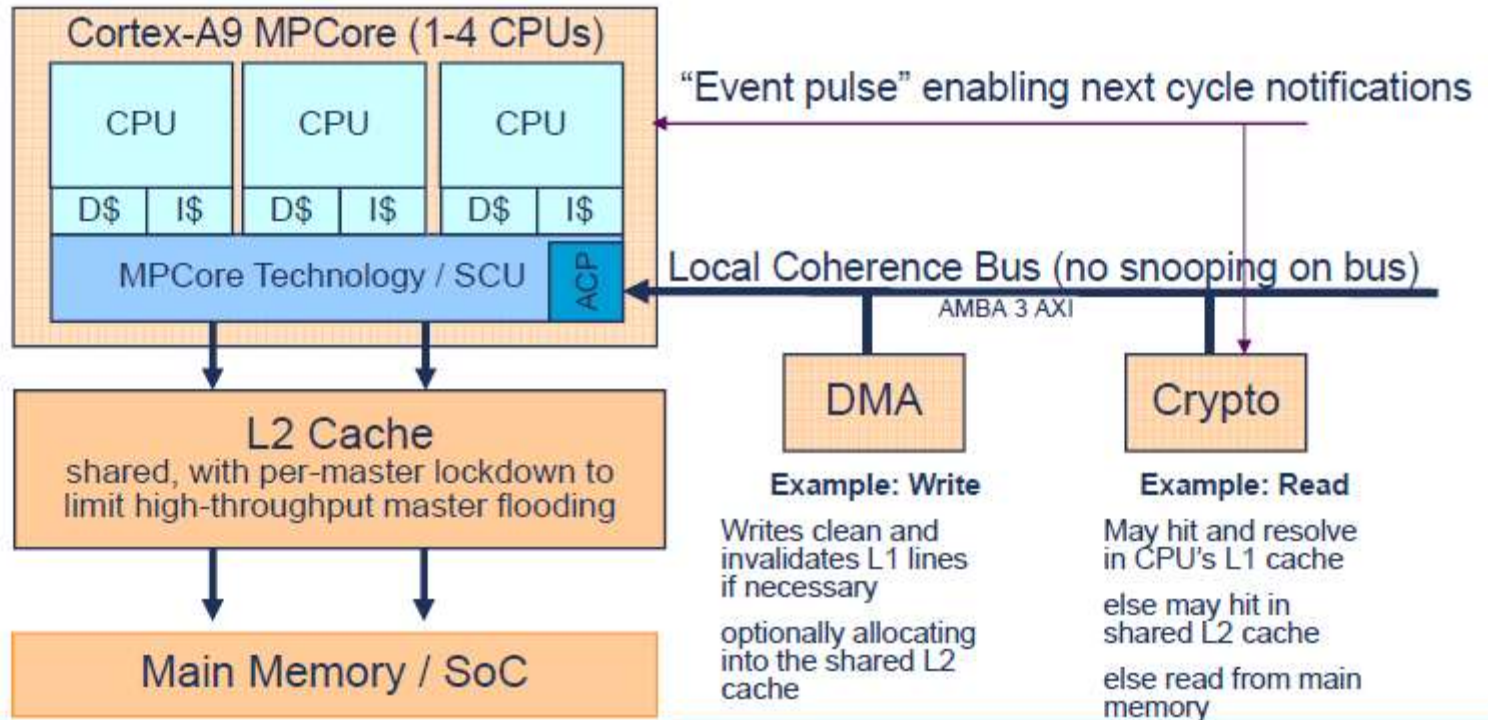 Cortex-A9 MPCore (1-4 CPUs)
CPU CPU CPU
D$ I$ D$ I$ D$ I$
MPCore Technology / SCU
ACP
“Event pulse” enabling next cycle notifications
Local Coherence Bus (no snooping on bus)
AMBA 3 AXI
DMA
Crypto
L2 Cache
shared, with per-master lockdown to
limit high-throughput master flooding
Main Memory / SoC
Example: Write
Writes clean and
invalidates L1 lines
if necessary
optionally allocating
into the shared L2
cache
Example: Read
May hit and resolve
in CPU's L1 cache
else may hit in
shared L2 cache
else read from main
memory